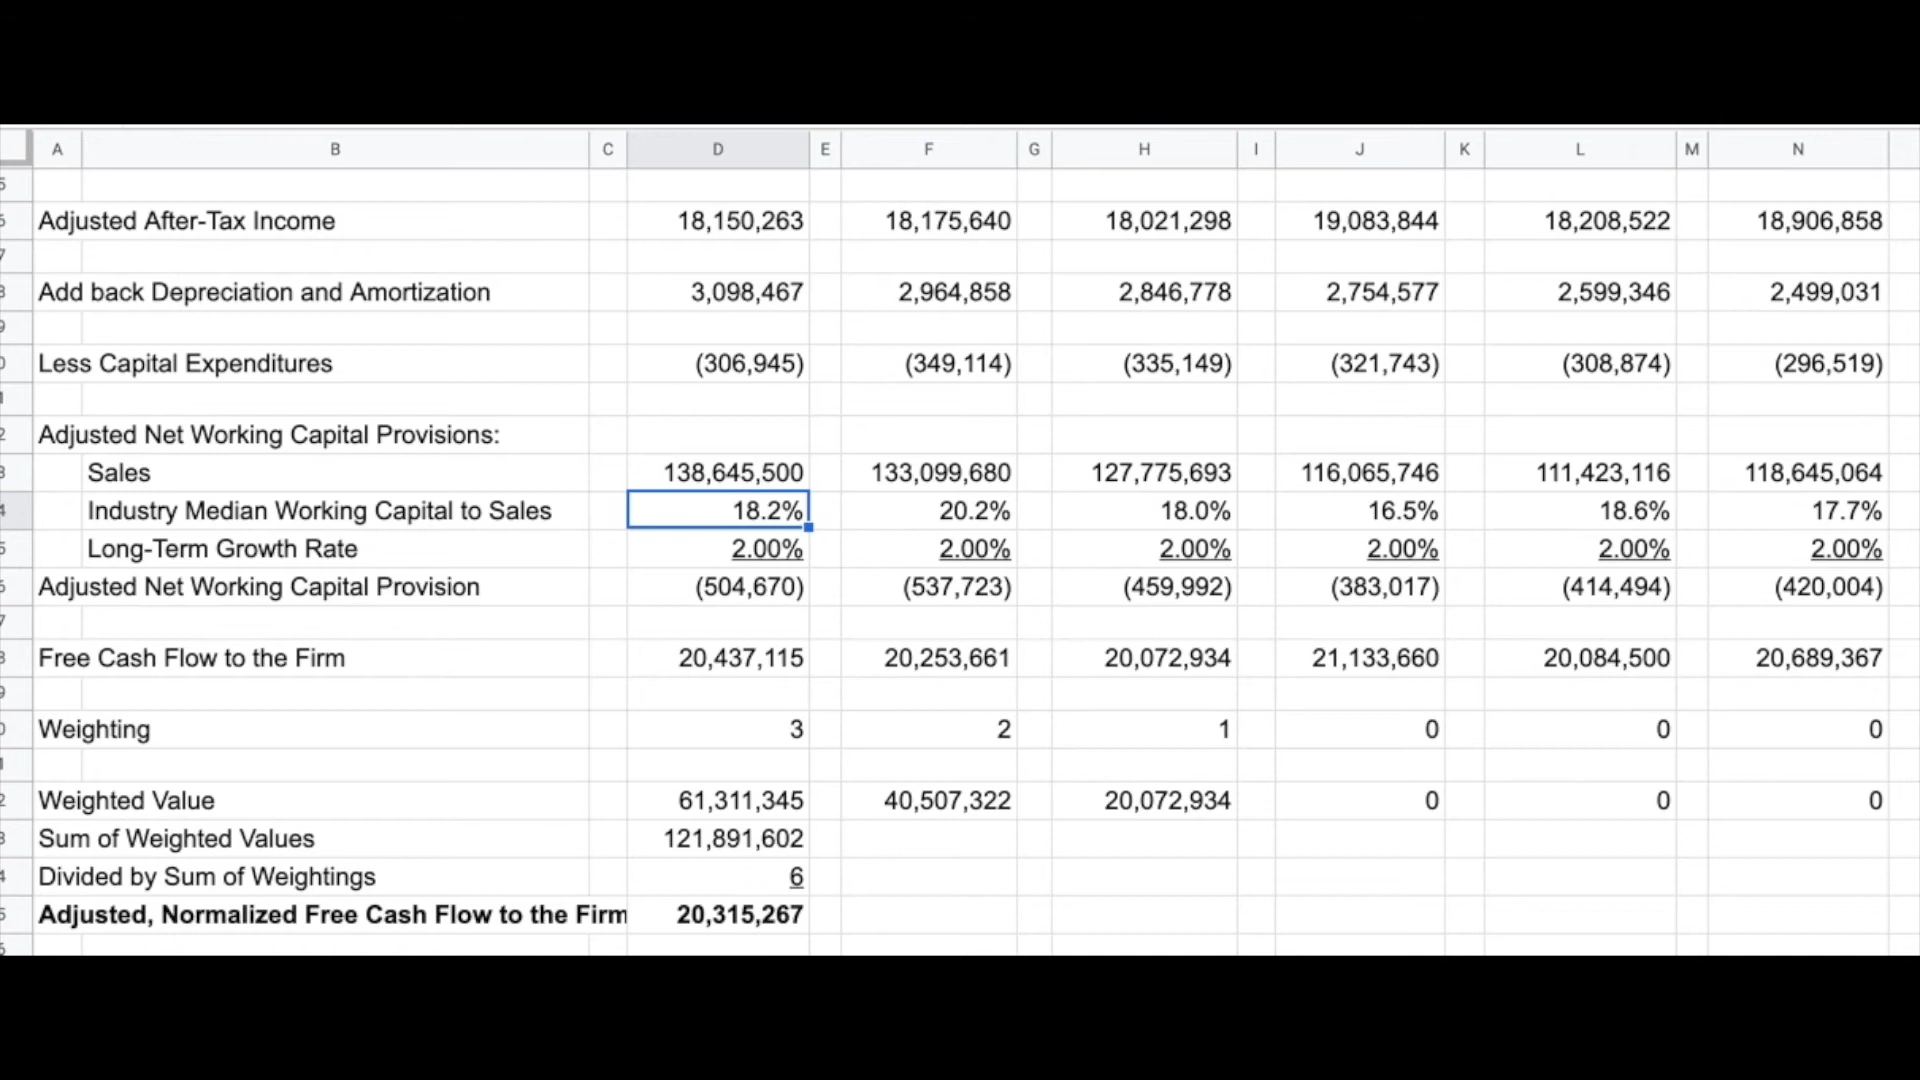 A B C D E F G H I J K L M N
Adjusted After-Tax Income 18,150,263 18,175,640 18,021,298 19,083,844 18,208,522 18,906,858
Add back Depreciation and Amortization 3,098,467 2,964,858 2,846,778 2,754,577 2,599,346 2,499,031
Less Capital Expenditures (306,945) (349,114) (335,149) (321,743) (308,874) (296,519)
Adjusted Net Working Capital Provisions:
Sales 138,645,500 133,099,680 127,775,693 116,065,746 111,423,116 118,645,064
Industry Median Working Capital to Sales 18.2% 20.2% 18.0% 16.5% 18.6% 17.7%
Long-Term Growth Rate 2.00% 2.00% 2.00% 2.00% 2.00% 2.00%
Adjusted Net Working Capital Provision (504,670) (537,723) (459,992) (383,017) (414,494) (420,004)
Free Cash Flow to the Firm 20,437,115 20,253,661 20,072,934 21,133,660 20,084,500 20,689,367
Weighting 3 2 1 0 0 0
Weighted Value 61,311,345 40,507,322 20,072,934 0 0 0
Sum of Weighted Values 121,891,602
Divided by Sum of Weightings 6
Adjusted, Normalized Free Cash Flow to the Firm 20,315,267